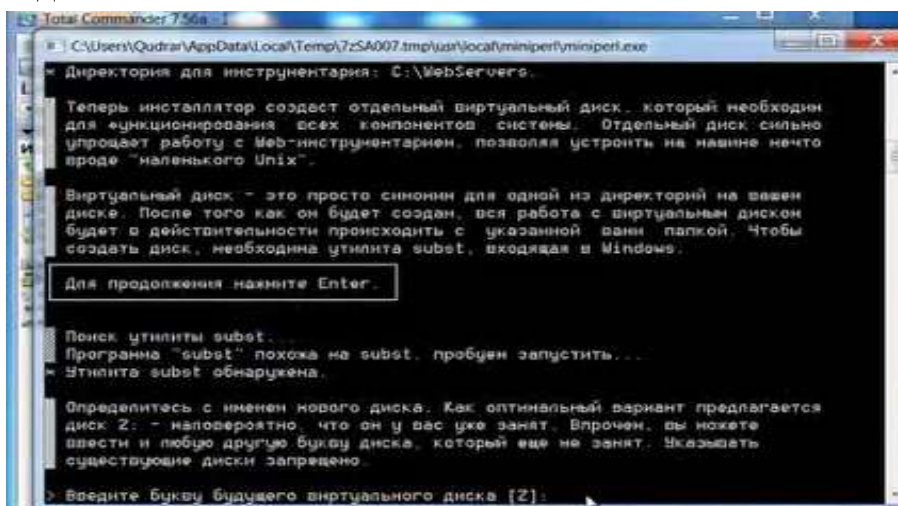 Total Commander 7.56a - 1
C:\Users\Qudrar\AppData\Local\Temp\7zSA007.tmp\usr\local\miniperl\miniperl.exe
* Директория для инструментария: C:\WebServers.
Теперь инсталлятор создаст отдельный виртуальный диск, который необходим
для функционирования всех компонентов системы. Отдельный диск сильно
упрощает работу с Web-инструментарием, позволяя устроить на машине нечто
вроде "маленького Unix".
Виртуальный диск - это просто синоним для одной из директорий на вашем
диске. После того как он будет создан, вся работа с виртуальным диском
будет в действительности происходить с указанной вами папкой. Чтобы
создать диск, необходима утилита subst, входящая в Windows.
Для продолжения нажмите Enter.
Поиск утилиты subst...
Программа "subst" похожа на subst, пробуем запустить...
* Утилита subst обнаружена.
Определитесь с именем нового диска. Как оптимальный вариант предлагается
диск Z: - маловероятно, что он у вас уже занят. Впрочем, вы можете
ввести и любую другую букву диска, который еще не занят. Указывать
существующие диски запрещено.
> Введите букву будущего виртуального диска [Z]: